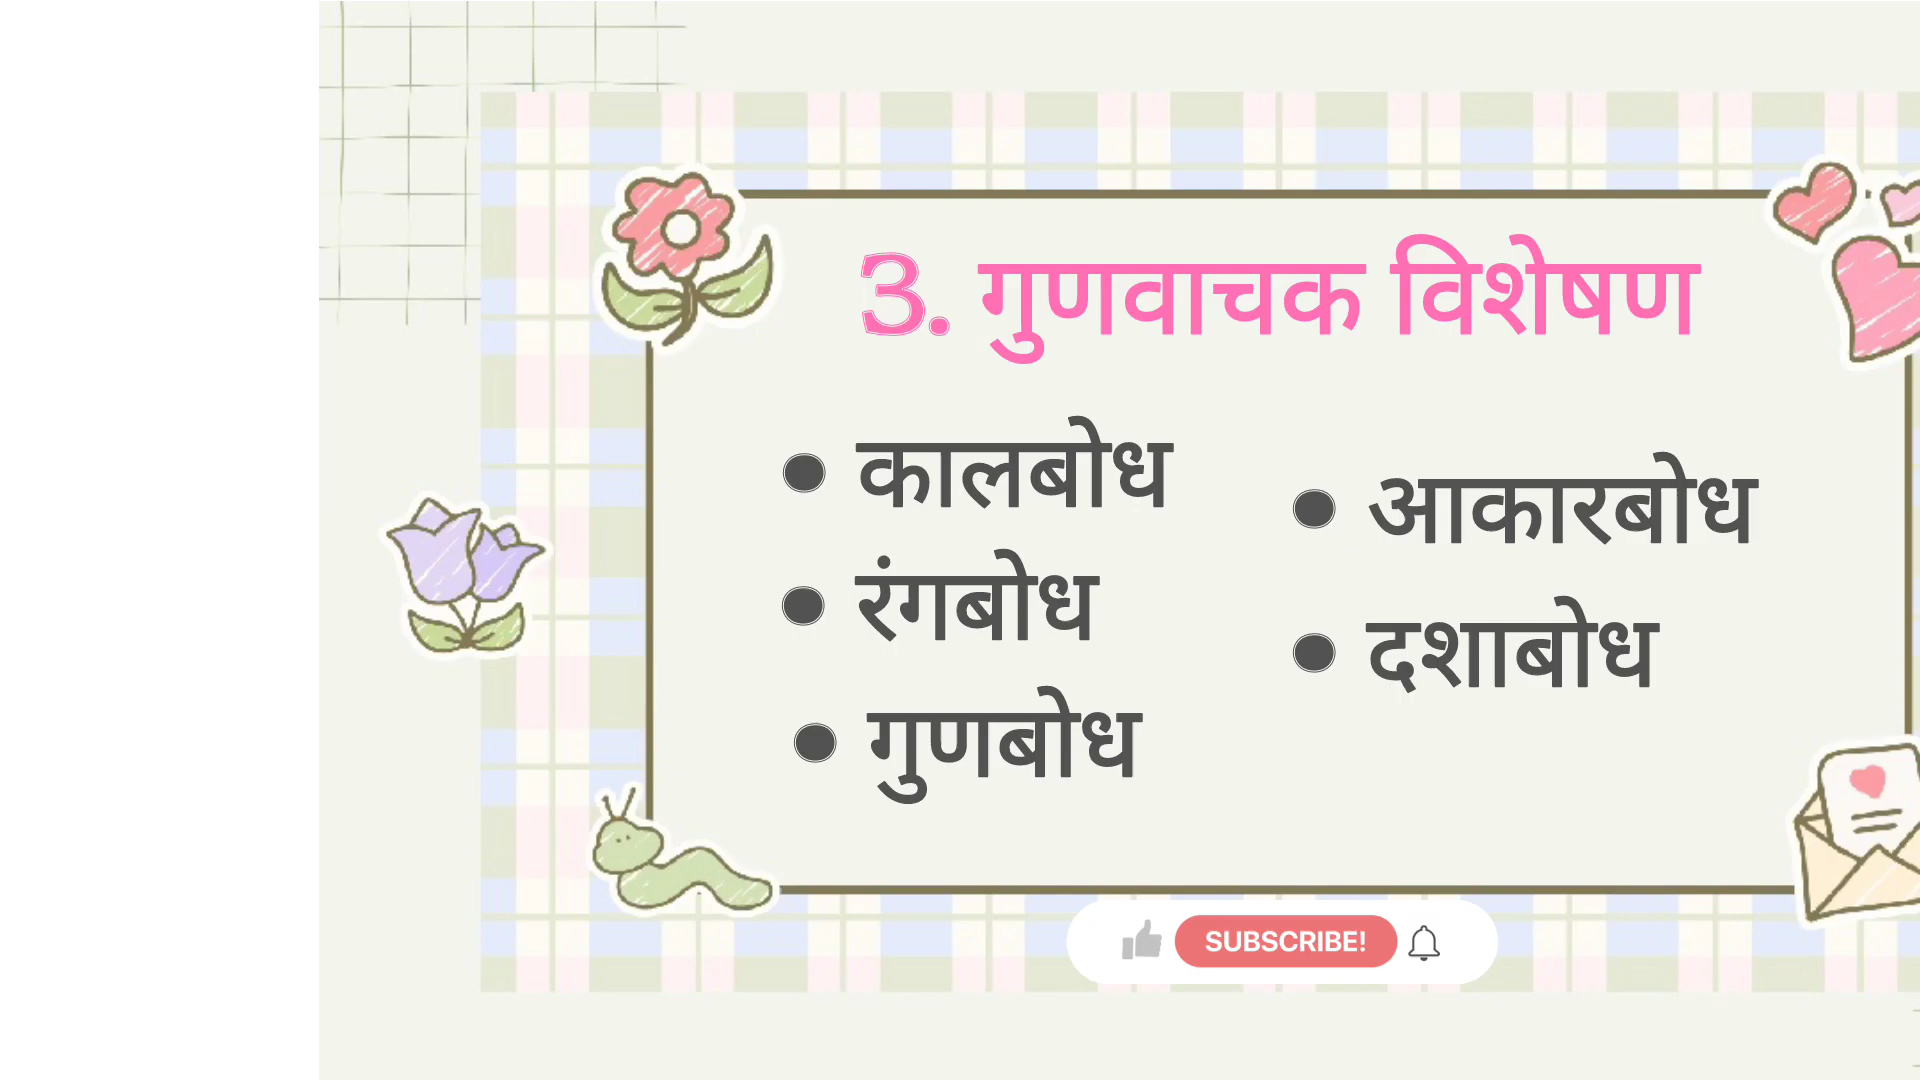 3. गुणवाचक विशेषण
• कालबोध
• रंगबोध
• गुणबोध
• आकारबोध
• दशाबोध
SUBSCRIBE!